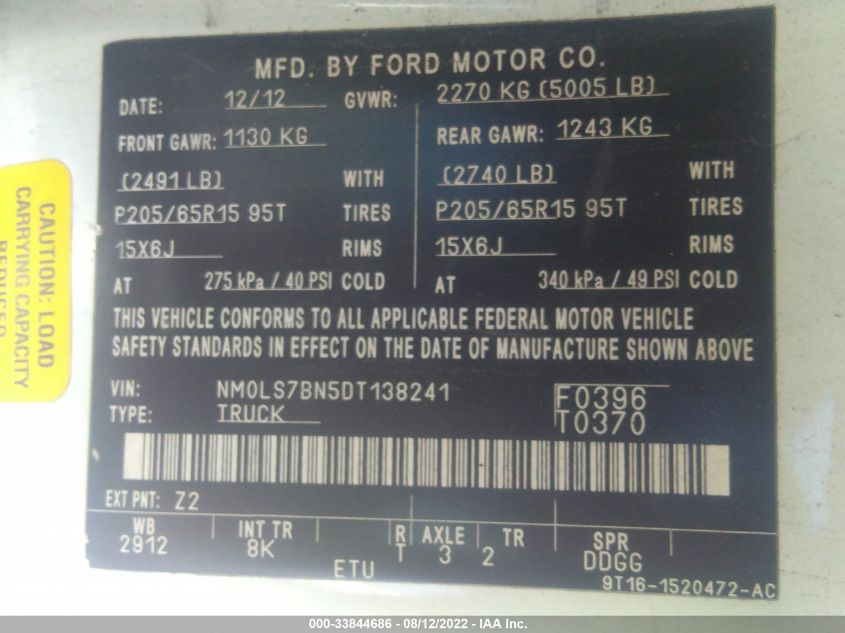 MFD. BY FORD MOTOR CO.
DATE: 12/12 GVWR: 2270 KG (5005 LB)
FRONT GAWR: 1130 KG REAR GAWR: 1243 KG
(2491 LB) WITH (2740 LB) WITH
P205/65R15 95T TIRES P205/65R15 95T TIRES
15X6J RIMS 15X6J RIMS
AT 275 kPa / 40 PSI COLD AT 340 kPa / 49 PSI COLD
THIS VEHICLE CONFORMS TO ALL APPLICABLE FEDERAL MOTOR VEHICLE
SAFETY STANDARDS IN EFFECT ON THE DATE OF MANUFACTURE SHOWN ABOVE
VIN: NM0LS7BN5DT138241 F0396
TYPE: TRUCK T0370
EXT PNT: Z2
WB INT TR R AXLE TR SPR
2912 8K T 3 2 DDGG
ETU 9T16-1520472-AC
CAUTION: LOAD
CARRYING CAPACITY
REDUCED
000-33844686 - 08/12/2022 - IAA Inc.